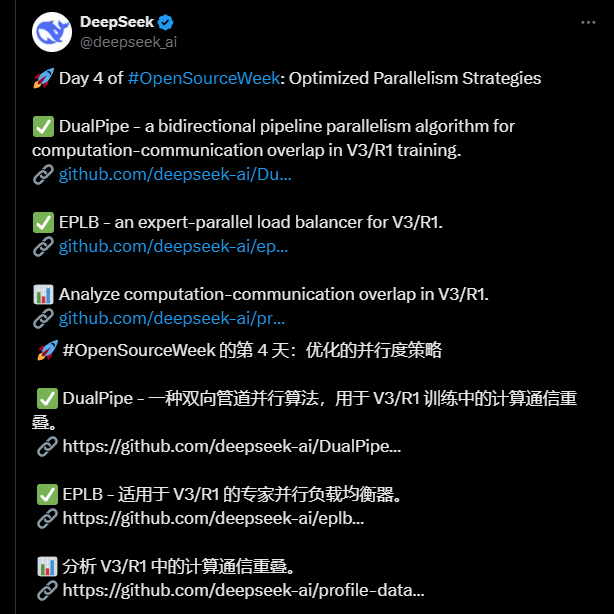 DeepSeek
@deepseek_ai
🚀 Day 4 of #OpenSourceWeek: Optimized Parallelism Strategies
✅ DualPipe - a bidirectional pipeline parallelism algorithm for
computation-communication overlap in V3/R1 training.
🔗 github.com/deepseek-ai/Du...
✅ EPLB - an expert-parallel load balancer for V3/R1.
🔗 github.com/deepseek-ai/ep...
📊 Analyze computation-communication overlap in V3/R1.
🔗 github.com/deepseek-ai/pr...
🚀 #OpenSourceWeek 的第 4 天：优化的并行度策略
✅ DualPipe - 一种双向管道并行算法，用于 V3/R1 训练中的计算通信重
叠。
🔗 https://github.com/deepseek-ai/DualPipe...
✅ EPLB - 适用于 V3/R1 的专家并行负载均衡器。
🔗 https://github.com/deepseek-ai/eplb...
📊 分析 V3/R1 中的计算通信重叠。
🔗 https://github.com/deepseek-ai/profile-data...